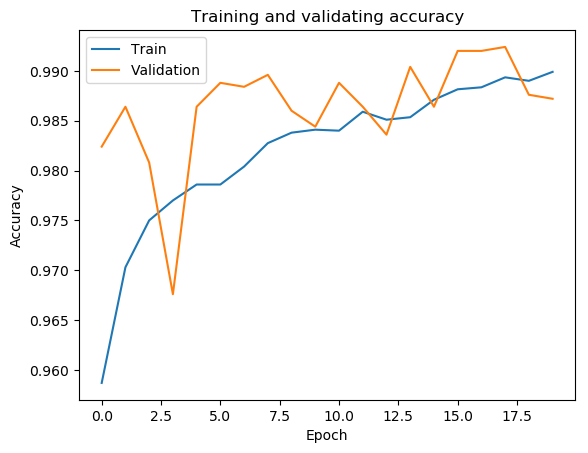 Training and validating accuracy
Train
Validation
0.990
0.985
0.980
0.975
0.970
0.965
0.960
Accuracy
0.0 2.5 5.0 7.5 10.0 12.5 15.0 17.5
Epoch